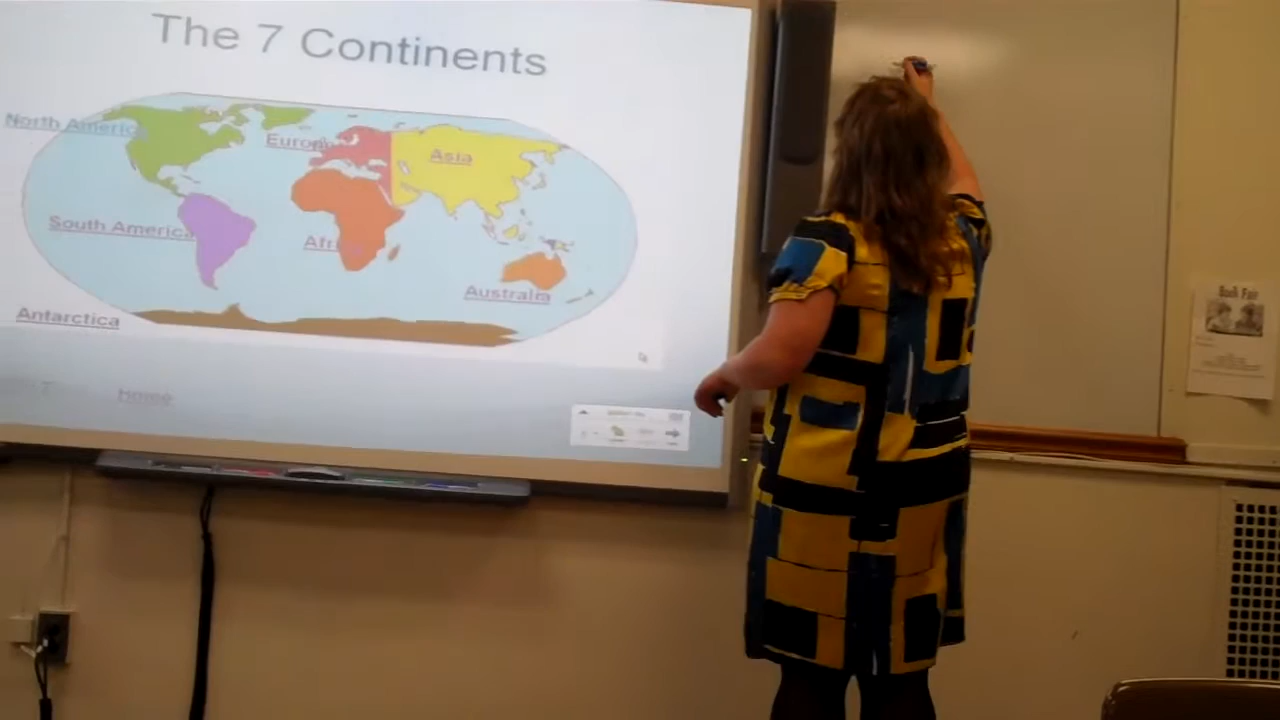 The 7 Continents
North America
Europe
Asia
South America
Africa
Australia
Antarctica
Home
Book Fair